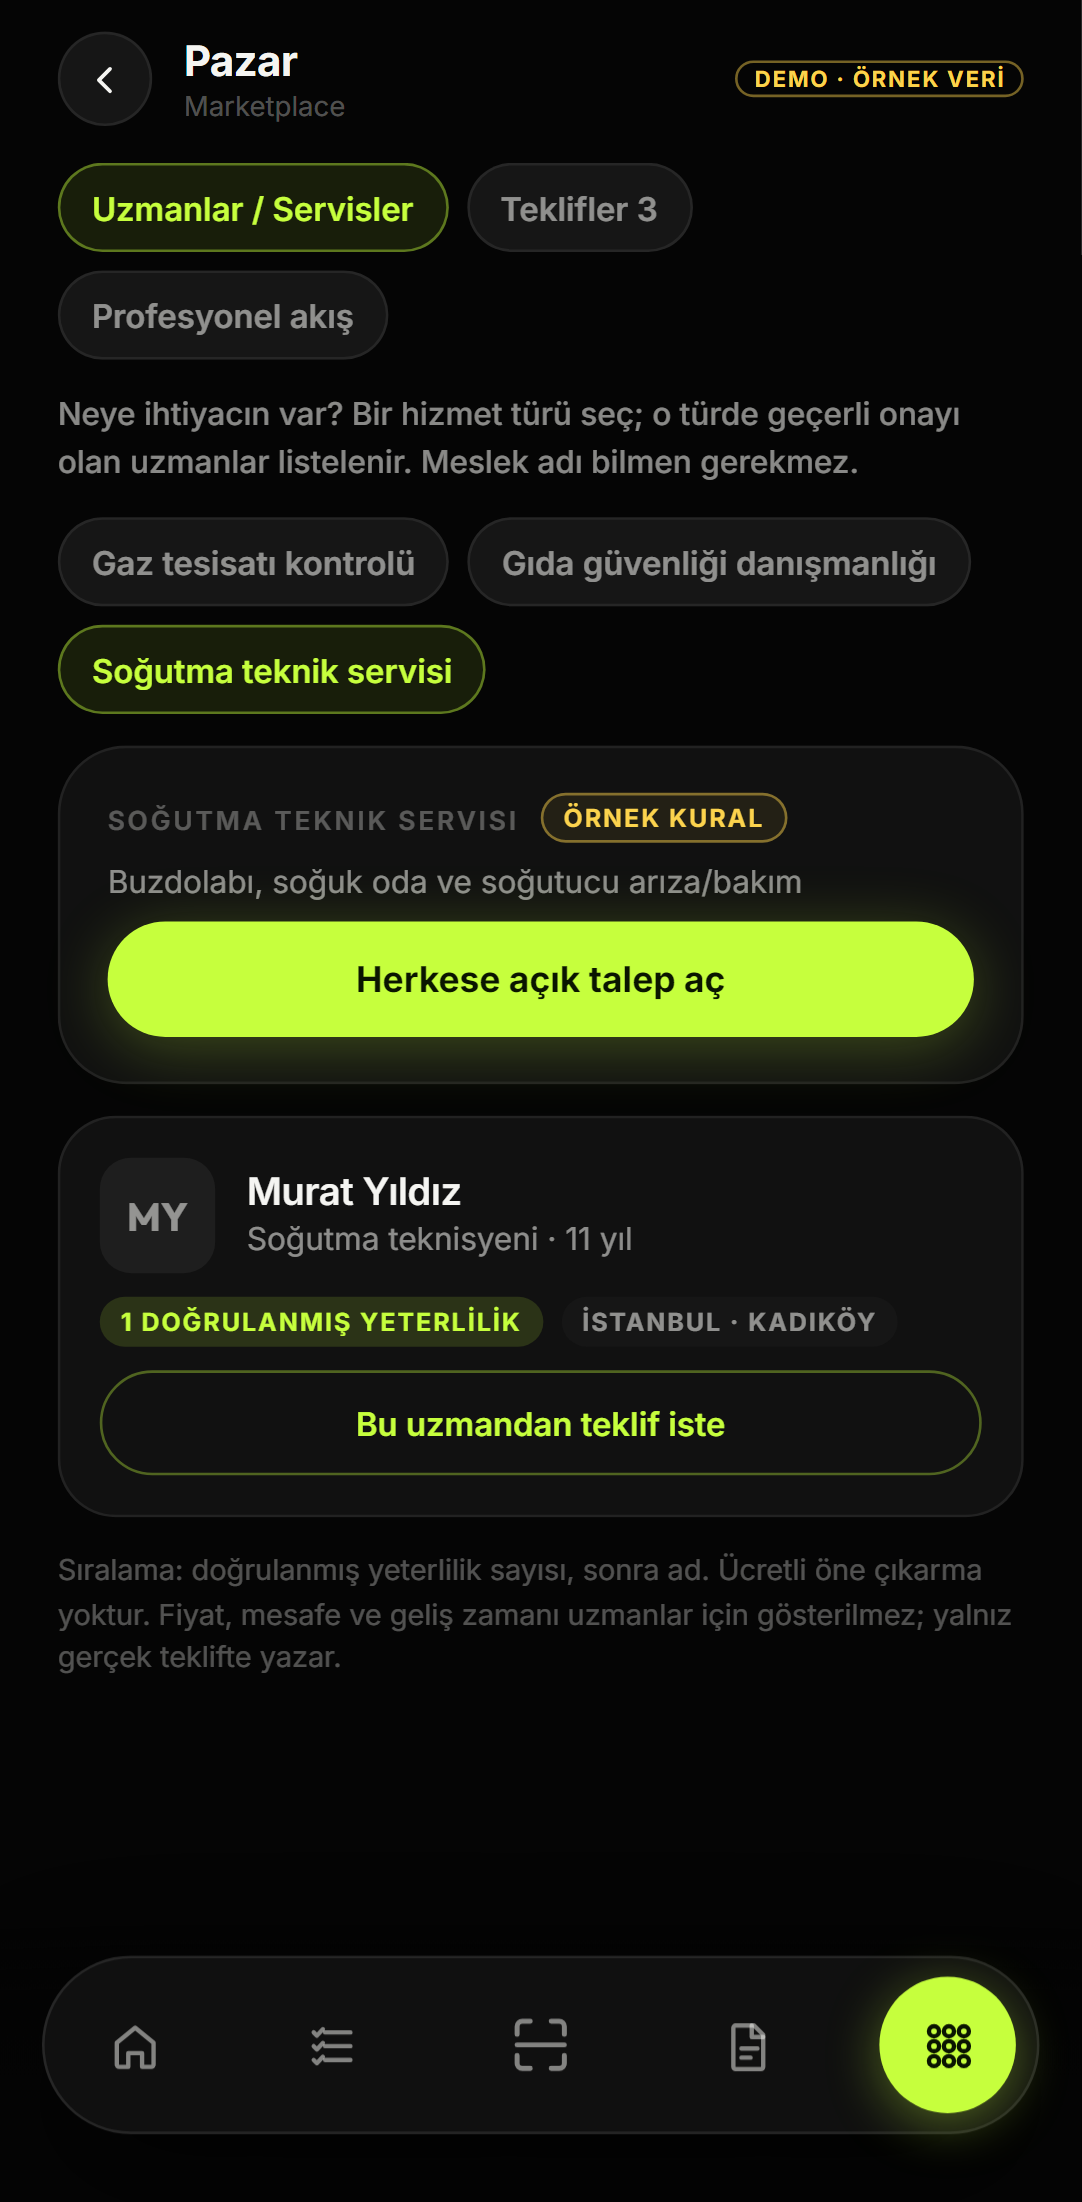 Pazar
Marketplace
DEMO · ÖRNEK VERİ
Uzmanlar / Servisler
Teklifler 3
Profesyonel akış
Neye ihtiyacın var? Bir hizmet türü seç; o türde geçerli onayı
olan uzmanlar listelenir. Meslek adı bilmen gerekmez.
Gaz tesisatı kontrolü
Gıda güvenliği danışmanlığı
Soğutma teknik servisi
SOĞUTMA TEKNIK SERVISI
ÖRNEK KURAL
Buzdolabı, soğuk oda ve soğutucu arıza/bakım
Herkese açık talep aç
MY
Murat Yıldız
Soğutma teknisyeni · 11 yıl
1 DOĞRULANMIŞ YETERLİLİK
İSTANBUL · KADIKÖY
Bu uzmandan teklif iste
Sıralama: doğrulanmış yeterlilik sayısı, sonra ad. Ücretli öne çıkarma
yoktur. Fiyat, mesafe ve geliş zamanı uzmanlar için gösterilmez; yalnız
gerçek teklifte yazar.